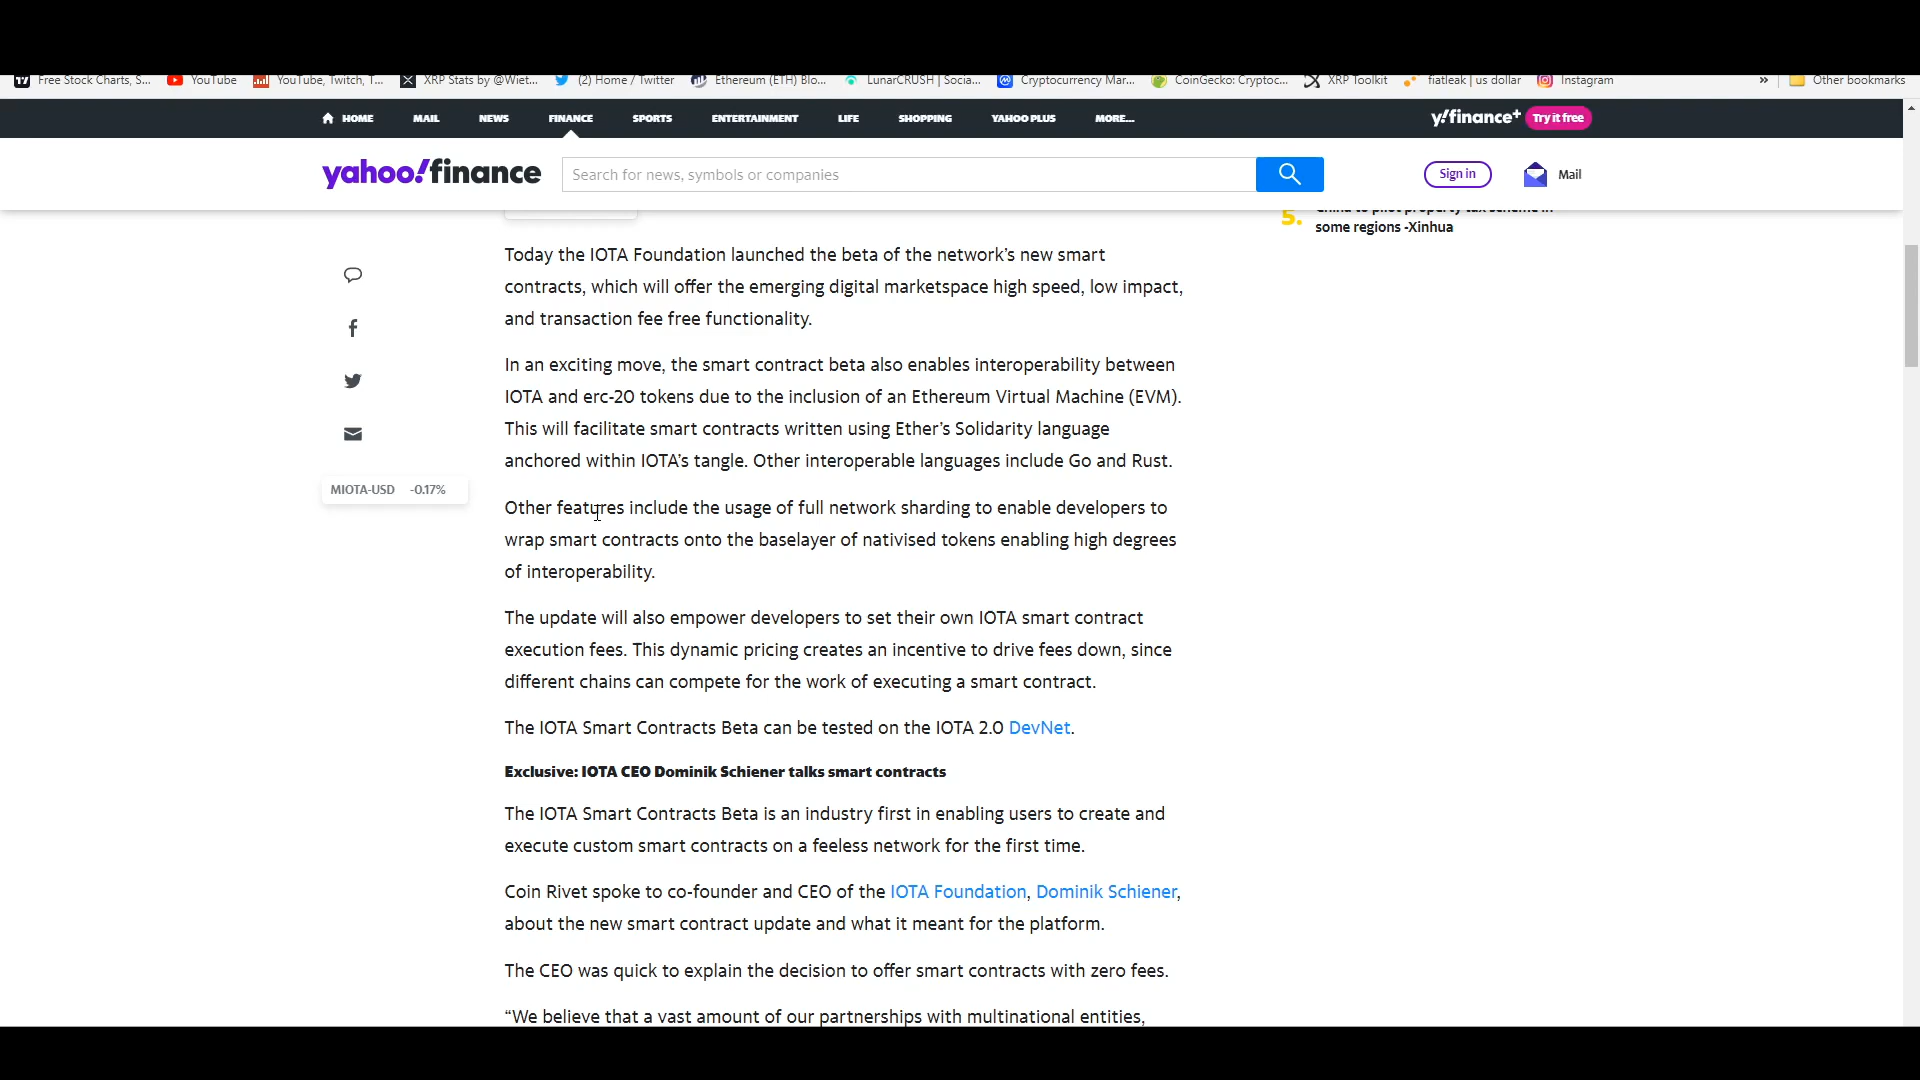 Free Stock Charts, S... YouTube YouTube, Twitch, T... XRP Stats by @Wiet... (2) Home / Twitter Ethereum (ETH) Blo... LunarCRUSH | Socia... Cryptocurrency Mar... CoinGecko: Cryptoc... XRP Toolkit fiatleak | us dollar Instagram » Other bookmarks
HOME MAIL NEWS FINANCE SPORTS ENTERTAINMENT LIFE SHOPPING YAHOO PLUS MORE... y!finance+ Try it free
yahoo!finance Search for news, symbols or companies Sign in Mail
5. China to pilot property tax scheme in
some regions -Xinhua
Today the IOTA Foundation launched the beta of the network’s new smart
contracts, which will offer the emerging digital marketspace high speed, low impact,
and transaction fee free functionality.
In an exciting move, the smart contract beta also enables interoperability between
IOTA and erc-20 tokens due to the inclusion of an Ethereum Virtual Machine (EVM).
This will facilitate smart contracts written using Ether’s Solidarity language
anchored within IOTA’s tangle. Other interoperable languages include Go and Rust.
MIOTA-USD -0.17%
Other features include the usage of full network sharding to enable developers to
wrap smart contracts onto the baselayer of nativised tokens enabling high degrees
of interoperability.
The update will also empower developers to set their own IOTA smart contract
execution fees. This dynamic pricing creates an incentive to drive fees down, since
different chains can compete for the work of executing a smart contract.
The IOTA Smart Contracts Beta can be tested on the IOTA 2.0 DevNet.
Exclusive: IOTA CEO Dominik Schiener talks smart contracts
The IOTA Smart Contracts Beta is an industry first in enabling users to create and
execute custom smart contracts on a feeless network for the first time.
Coin Rivet spoke to co-founder and CEO of the IOTA Foundation, Dominik Schiener,
about the new smart contract update and what it meant for the platform.
The CEO was quick to explain the decision to offer smart contracts with zero fees.
“We believe that a vast amount of our partnerships with multinational entities,